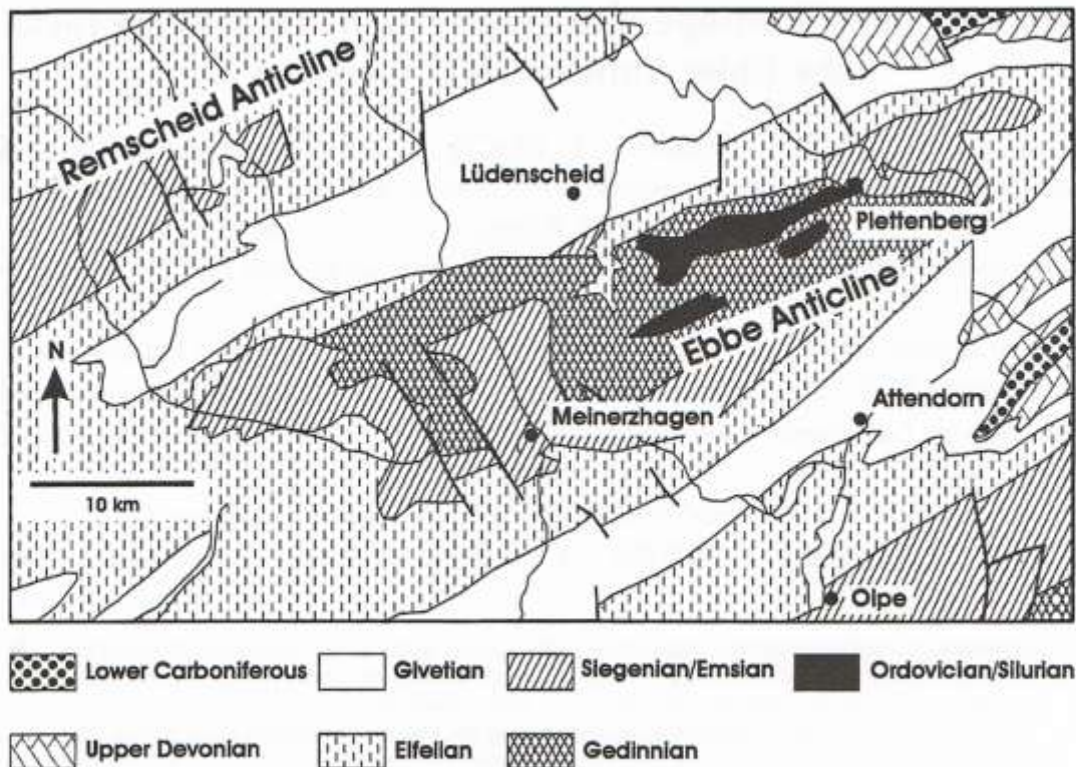 Remscheid Anticline
Lüdenscheid
Plettenberg
Ebbe Anticline
N
Attendorn
Meinerzhagen
10 km
Olpe
Lower Carboniferous
Givetian
Siegenian/Emsian
Ordovician/Silurian
Upper Devonian
Eifelian
Gedinnian